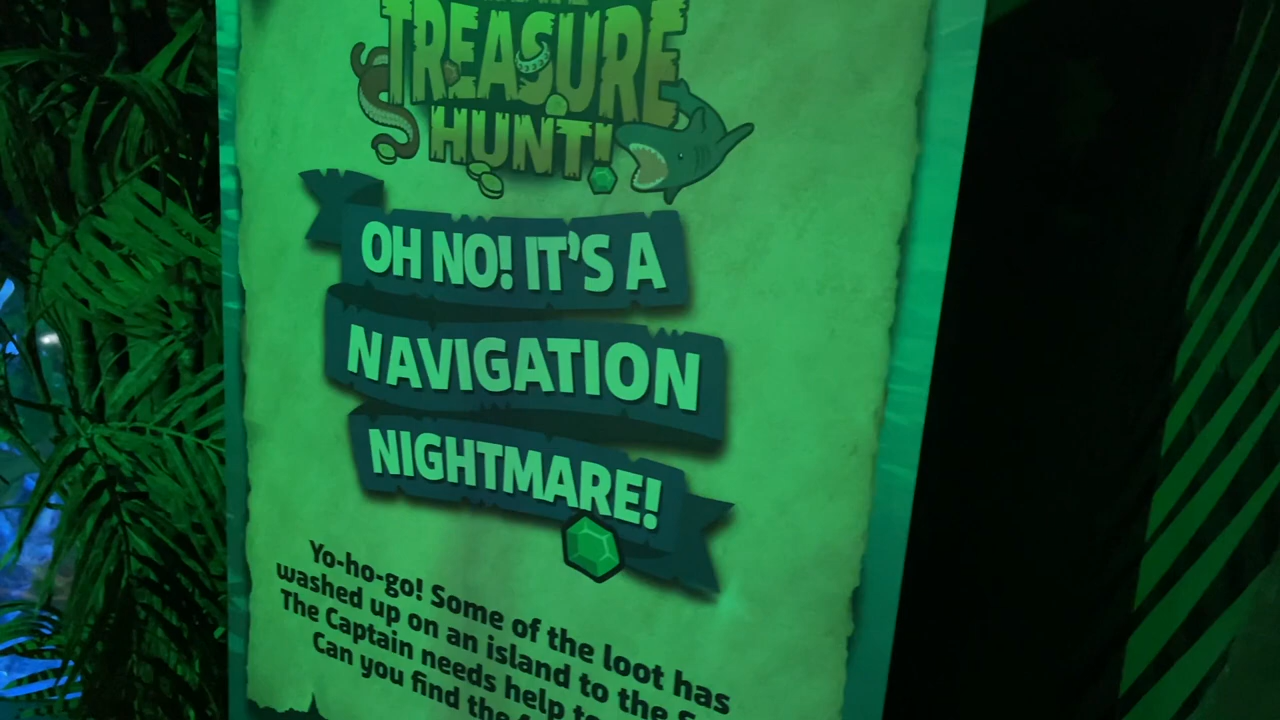 TREASURE
HUNT!
OH NO! IT'S A
NAVIGATION
NIGHTMARE!
Yo-ho-go! Some of the loot has
washed up on an island to the
The Captain needs help to
Can you find the